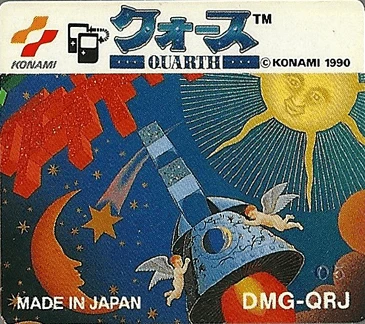 クォース™
KONAMI
QUARTH
©KONAMI 1990
MADE IN JAPAN
DMG-QRJ